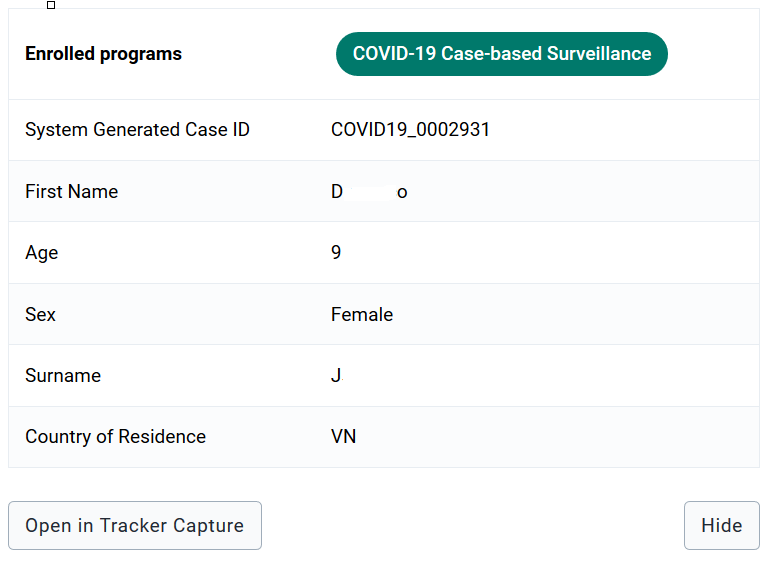 Enrolled programs COVID-19 Case-based Surveillance
System Generated Case ID COVID19_0002931
First Name D o
Age 9
Sex Female
Surname J
Country of Residence VN
Open in Tracker Capture Hide